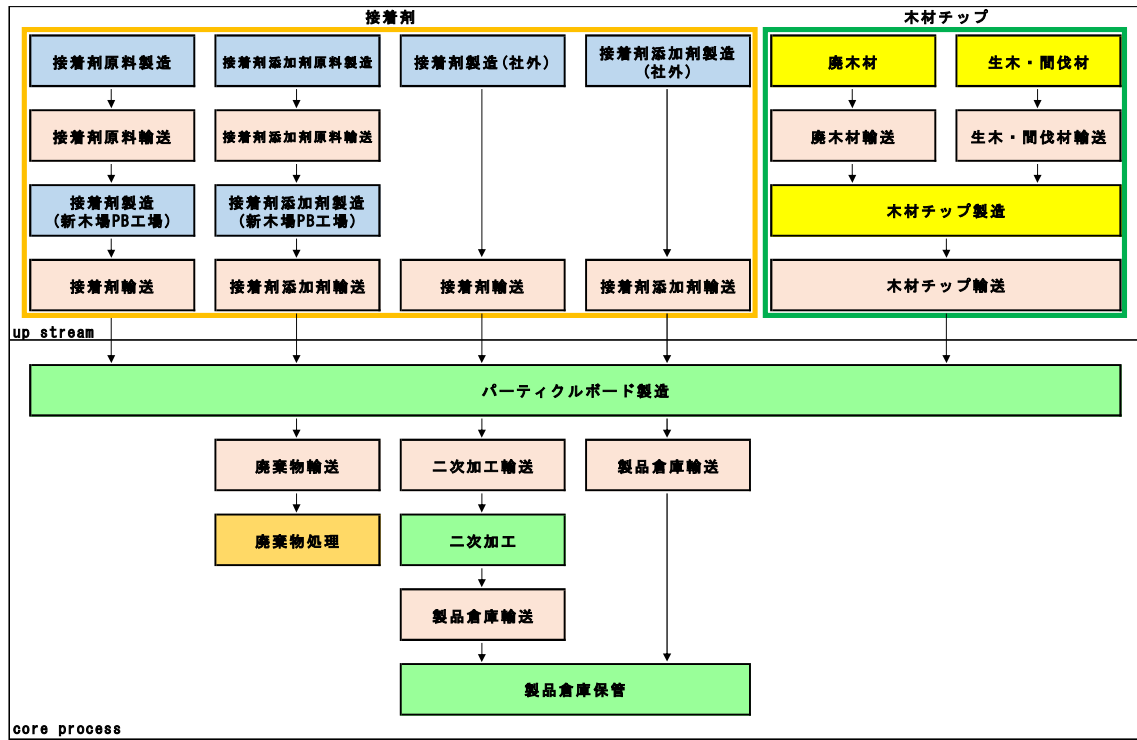 接着剤
木材チップ
接着剤原料製造
接着剤添加剤原料製造
接着剤製造(社外)
接着剤添加剤製造
(社外)
廃木材
生木・間伐材
接着剤原料輸送
接着剤添加剤原料輸送
廃木材輸送
生木・間伐材輸送
接着剤製造
(新木場PB工場)
接着剤添加剤製造
(新木場PB工場)
木材チップ製造
接着剤輸送
接着剤添加剤輸送
接着剤輸送
接着剤添加剤輸送
木材チップ輸送
up stream
パーティクルボード製造
廃棄物輸送
二次加工輸送
製品倉庫輸送
廃棄物処理
二次加工
製品倉庫輸送
製品倉庫保管
core process